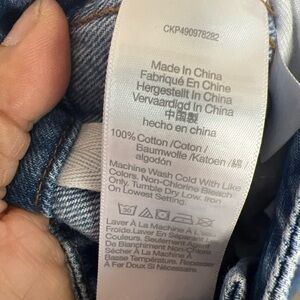 CKP490978282
Made In China
Fabriqué En Chine
Hergestellt In China
Vervaardigd In China
中国製
hecho en china
100% Cotton /Coton /
Baumwolle /Katoen /綿 /
algodón
Machine Wash Cold With Like
Colors. Non-Chlorine Bleach
Only. Tumble Dry Low. Iron
On Lowest Setting.
Laver À La Machine À L'eau
Froide.Laver En Séparant Les
Couleurs. Seulement Agent
De Blanchiment Non-Chloré
Sécher À La Machine À
Température Basse. Repasser
À Fer Doux Si Nécessaire.